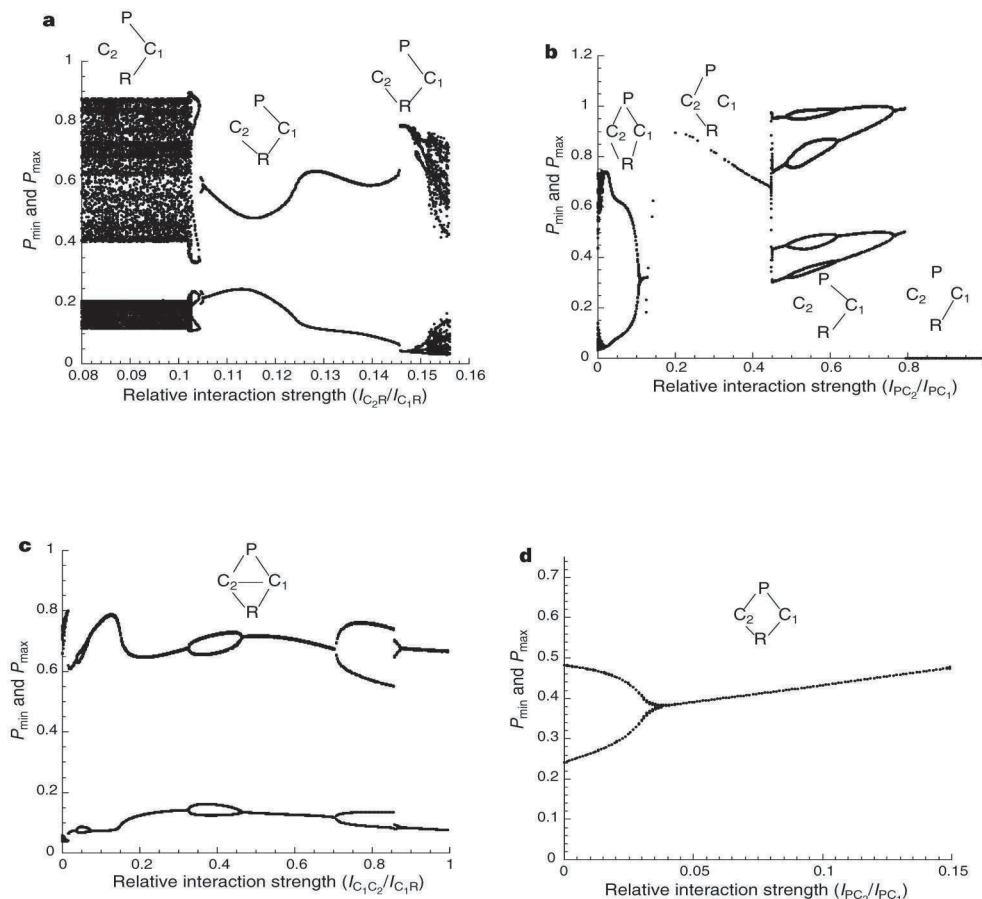 a
P
C2 C1
R
P
C2 C1
R
P
C2 C1
R
1
0.8
0.6
0.4
0.2
0
Pmin and Pmax
0.08 0.09 0.1 0.11 0.12 0.13 0.14 0.15 0.16
Relative interaction strength (IC2R/IC1R)
b
P
C2 C1
R
P
C2 C1
R
P
C2 C1
R
P
C2 C1
R
1.2
1
0.8
0.6
0.4
0.2
0
Pmin and Pmax
0 0.2 0.4 0.6 0.8
Relative interaction strength (IPC2/IPC1)
c
P
C2 C1
R
1
0.8
0.6
0.4
0.2
0
Pmin and Pmax
0 0.2 0.4 0.6 0.8 1
Relative interaction strength (IC1C2/IC1R)
d
P
C2 C1
R
0.7
0.6
0.5
0.4
0.3
0.2
0.1
0
Pmin and Pmax
0 0.05 0.10 0.15
Relative interaction strength (IPC2/IPC1)